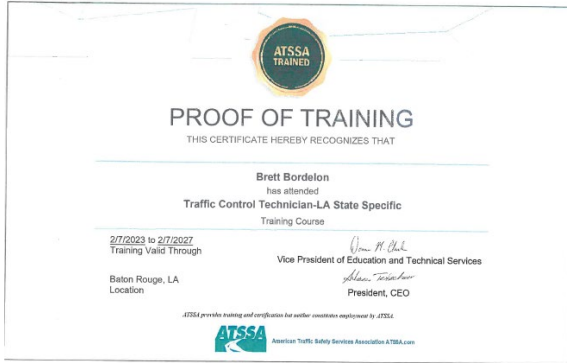 ATSSA
TRAINED
PROOF OF TRAINING
THIS CERTIFICATE HEREBY RECOGNIZES THAT
Brett Bordelon
has attended
Traffic Control Technician-LA State Specific
Training Course
2/7/2023 to 2/7/2027
Training Valid Through
Vice President of Education and Technical Services
Baton Rouge, LA
Location
President, CEO
ATSSA provides training and certification but neither constitutes employment by ATSSA.
ATSSA
American Traffic Safety Services Association ATSSA.com